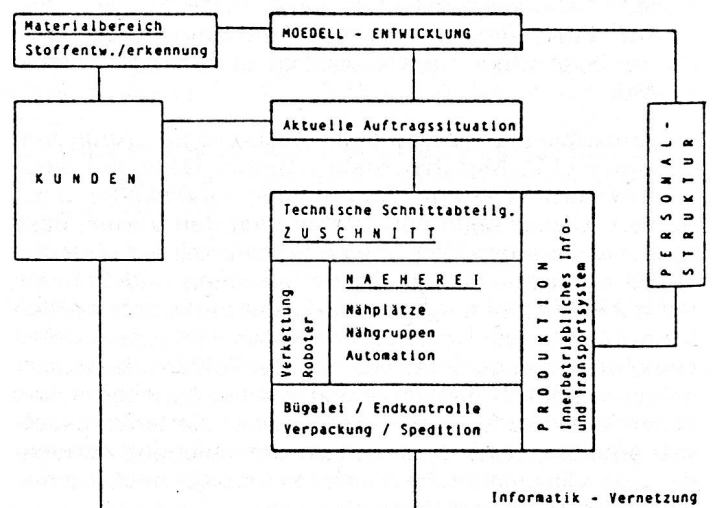 Materialbereich
Stoffentw./erkennung
MOEDELL - ENTWICKLUNG
Aktuelle Auftragssituation
KUNDEN
PERSONAL -
STRUKTUR
Technische Schnittabteilg.
ZUSCHNITT
Verkettung
Roboter
NAEHEREI
Nähplätze
Nähgruppen
Automation
PRODUKTION
Innerbetriebliches Info-
und Transportsystem
Bügelei / Endkontrolle
Verpackung / Spedition
Informatik - Vernetzung